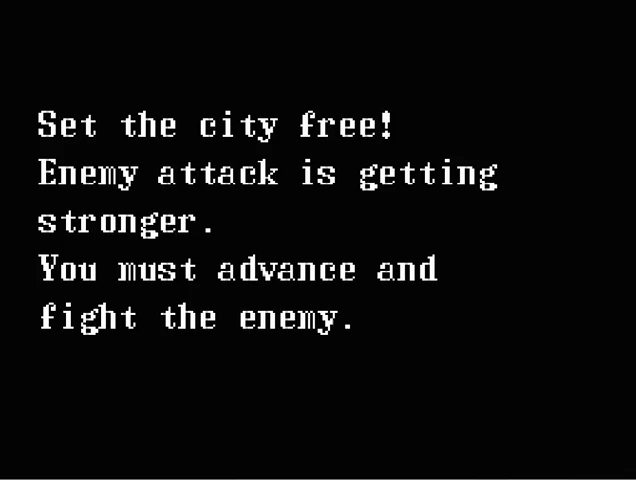 Set the city free!
Enemy attack is getting
stronger.
You must advance and
fight the enemy.